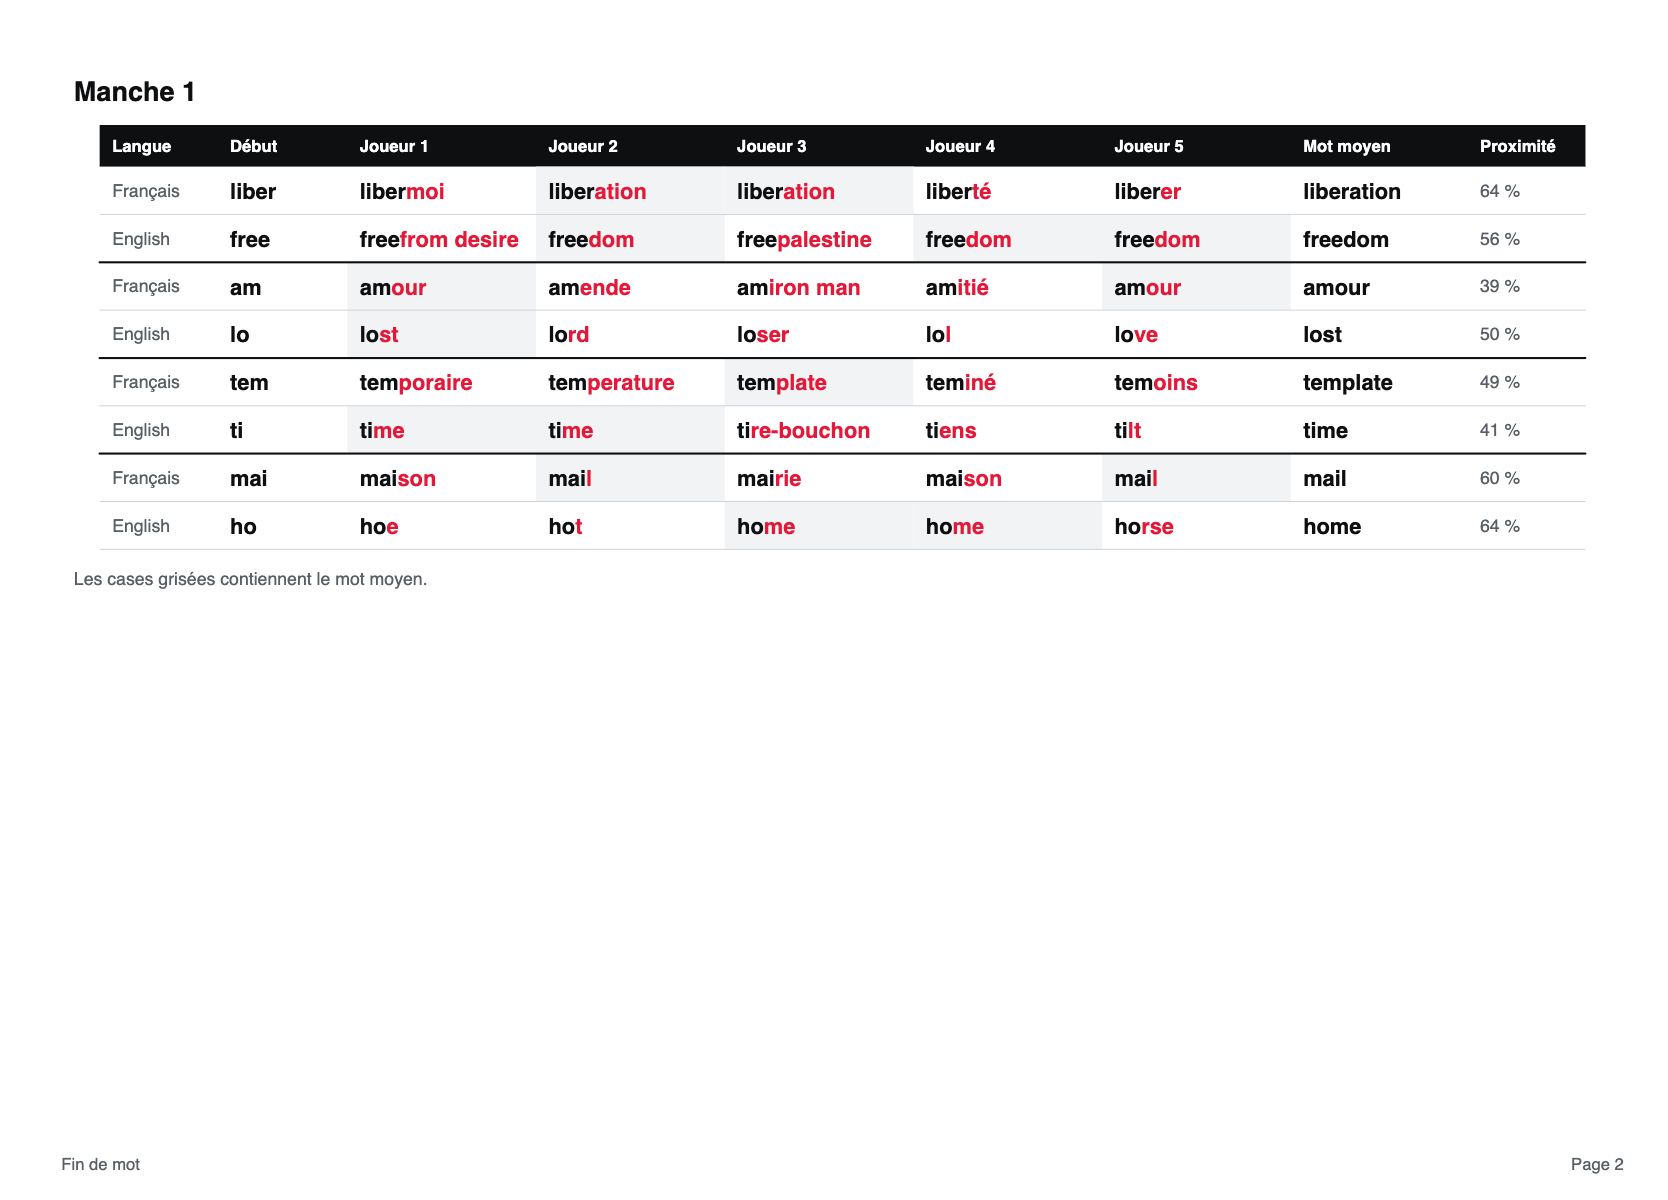 Manche 1
Langue Début Joueur 1 Joueur 2 Joueur 3 Joueur 4 Joueur 5 Mot moyen Proximité
Français liber libermoi liberation liberation liberté liberer liberation 64 %
English free freefrom desire freedom freepalestine freedom freedom freedom 56 %
Français am amour amende amiron man amitié amour amour 39 %
English lo lost lord loser lol love lost 50 %
Français tem temporaire temperature template teminé temoins template 49 %
English ti time time tire-bouchon tiens tilt time 41 %
Français mai maison mail mairie maison mail mail 60 %
English ho hoe hot home home horse home 64 %
Les cases grisées contiennent le mot moyen.
Fin de mot Page 2